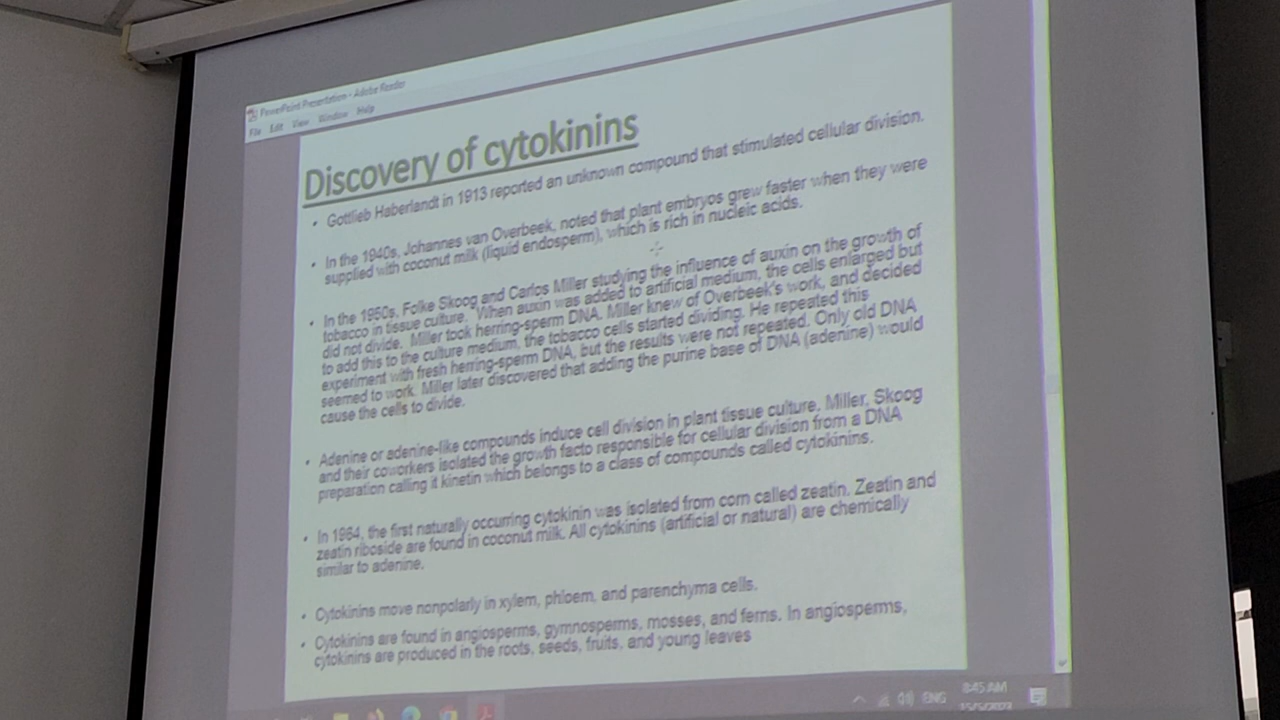 PowerPoint Presentation - Adobe Reader
File Edit View Window Help
Discovery of cytokinins
• Gottlieb Haberlandt in 1913 reported an unknown compound that stimulated cellular division.
• In the 1940s, Johannes van Overbeek, noted that plant embryos grew faster when they were
supplied with coconut milk (liquid endosperm), which is rich in nucleic acids.
• In the 1950s, Folke Skoog and Carlos Miller studying the influence of auxin on the growth of
tobacco in tissue culture. When auxin was added to artificial medium, the cells enlarged but
did not divide. Miller took herring-sperm DNA. Miller knew of Overbeek's work, and decided
to add this to the culture medium, the tobacco cells started dividing. He repeated this
experiment with fresh herring-sperm DNA, but the results were not repeated. Only old DNA
seemed to work. Miller later discovered that adding the purine base of DNA (adenine) would
cause the cells to divide.
• Adenine or adenine-like compounds induce cell division in plant tissue culture. Miller, Skoog
and their coworkers isolated the growth facto responsible for cellular division from a DNA
preparation calling it kinetin which belongs to a class of compounds called cytokinins.
• In 1964, the first naturally occurring cytokinin was isolated from corn called zeatin. Zeatin and
zeatin riboside are found in coconut milk. All cytokinins (artificial or natural) are chemically
similar to adenine.
• Cytokinins move nonpolarly in xylem, phloem, and parenchyma cells.
• Cytokinins are found in angiosperms, gymnosperms, mosses, and ferns. In angiosperms,
cytokinins are produced in the roots, seeds, fruits, and young leaves
ENG 8:45 AM